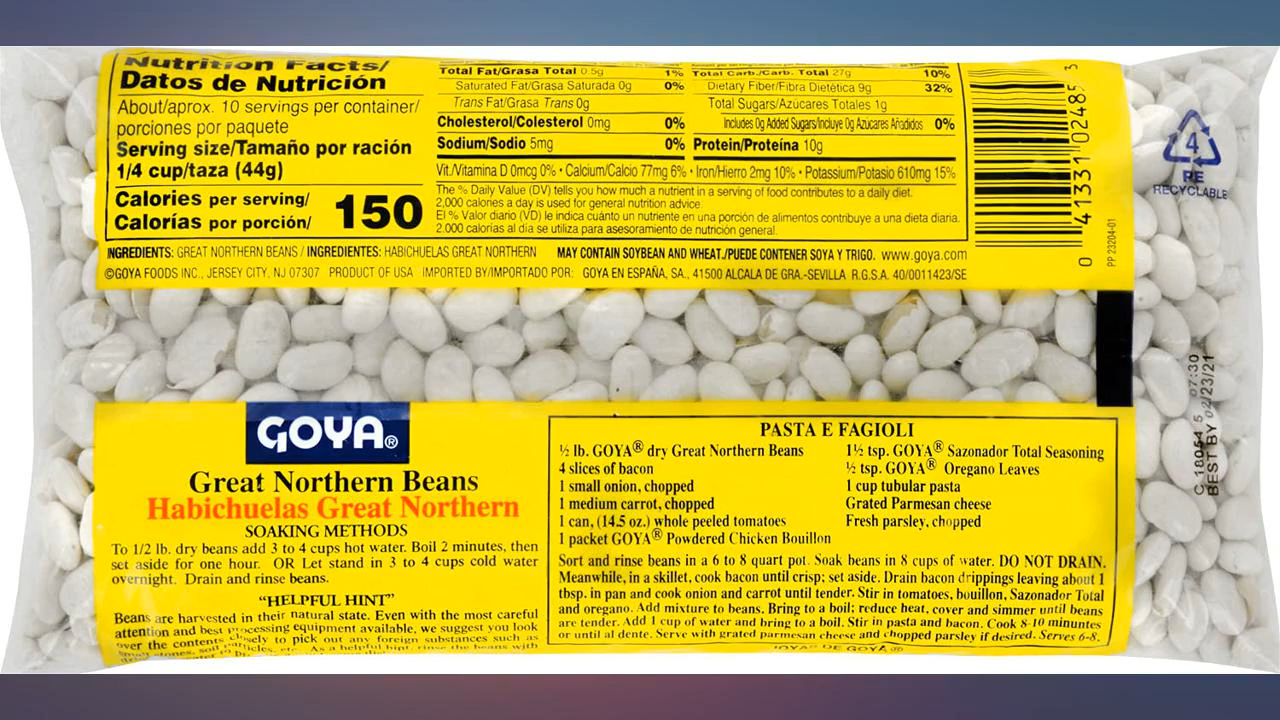 Nutrition Facts/
Datos de Nutrición
About/aprox. 10 servings per container/
porciones por paquete
Serving size/Tamaño por ración
1/4 cup/taza (44g)
Calories per serving/
Calorías por porción/ 150
Total Fat/Grasa Total 0.5g 1%
Saturated Fat/Grasa Saturada 0g 0%
Trans Fat/Grasa Trans 0g
Cholesterol/Colesterol 0mg 0%
Sodium/Sodio 5mg 0%
Total Carb./Carb. Total 27g 10%
Dietary Fiber/Fibra Dietética 9g 32%
Total Sugars/Azúcares Totales 1g
Includes 0g Added Sugars/Incluye 0g Azúcares Añadidos 0%
Protein/Proteína 10g
Vit./Vitamina D 0mcg 0% • Calcium/Calcio 77mg 6% • Iron/Hierro 2mg 10% • Potassium/Potasio 610mg 15%
The % Daily Value (DV) tells you how much a nutrient in a serving of food contributes to a daily diet.
2,000 calories a day is used for general nutrition advice.
El % Valor diario (VD) le indica cuánto un nutriente en una porción de alimentos contribuye a una dieta diaria.
2.000 calorías al día se utiliza para asesoramiento de nutrición general.
INGREDIENTS: GREAT NORTHERN BEANS / INGREDIENTES: HABICHUELAS GREAT NORTHERN MAY CONTAIN SOYBEAN AND WHEAT./PUEDE CONTENER SOYA Y TRIGO. www.goya.com
©GOYA FOODS INC., JERSEY CITY, NJ 07307 PRODUCT OF USA IMPORTED BY/IMPORTADO POR: GOYA EN ESPAÑA, SA., 41500 ALCALA DE GRA.-SEVILLA R.G.S.A. 40/0011423/SE
0 41331 02485 3
PP 23204-01
4
PE
RECYCLABLE
C 18054 5 07:30
BEST BY 02/23/21
GOYA®
Great Northern Beans
Habichuelas Great Northern
SOAKING METHODS
To 1/2 lb. dry beans add 3 to 4 cups hot water. Boil 2 minutes, then
set aside for one hour. OR Let stand in 3 to 4 cups cold water
overnight. Drain and rinse beans.
"HELPFUL HINT"
Beans are harvested in their natural state. Even with the most careful
attention and best processing equipment available, we suggest you look
over the contents closely to pick out any foreign substances such as
small stones, soil particles, etc. As a helpful hint, rinse the beans with
PASTA E FAGIOLI
½ lb. GOYA® dry Great Northern Beans
4 slices of bacon
1 small onion, chopped
1 medium carrot, chopped
1 can, (14.5 oz.) whole peeled tomatoes
1 packet GOYA® Powdered Chicken Bouillon
1½ tsp. GOYA® Sazonador Total Seasoning
½ tsp. GOYA® Oregano Leaves
1 cup tubular pasta
Grated Parmesan cheese
Fresh parsley, chopped
Sort and rinse beans in a 6 to 8 quart pot. Soak beans in 8 cups of water. DO NOT DRAIN.
Meanwhile, in a skillet, cook bacon until crisp; set aside. Drain bacon drippings leaving about 1
tbsp. in pan and cook onion and carrot until tender. Stir in tomatoes, bouillon, Sazonador Total
and oregano. Add mixture to beans. Bring to a boil; reduce heat, cover and simmer until beans
are tender. Add 1 cup of water and bring to a boil. Stir in pasta and bacon. Cook 8-10 minuntes
or until al dente. Serve with grated parmesan cheese and chopped parsley if desired. Serves 6-8.